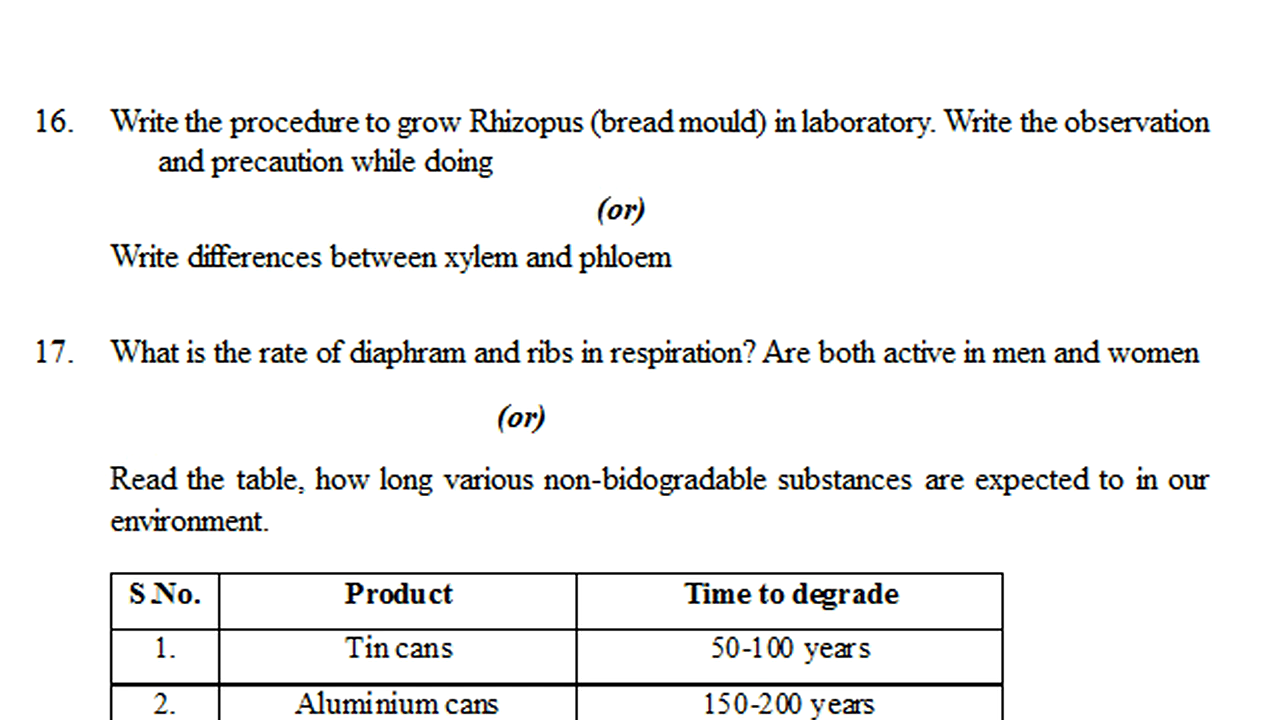 16. Write the procedure to grow Rhizopus (bread mould) in laboratory. Write the observation
and precaution while doing
(or)
Write differences between xylem and phloem
17. What is the rate of diaphram and ribs in respiration? Are both active in men and women
(or)
Read the table, how long various non-bidogradable substances are expected to in our
environment.
S.No. Product Time to degrade
1. Tin cans 50-100 years
2. Aluminium cans 150-200 years